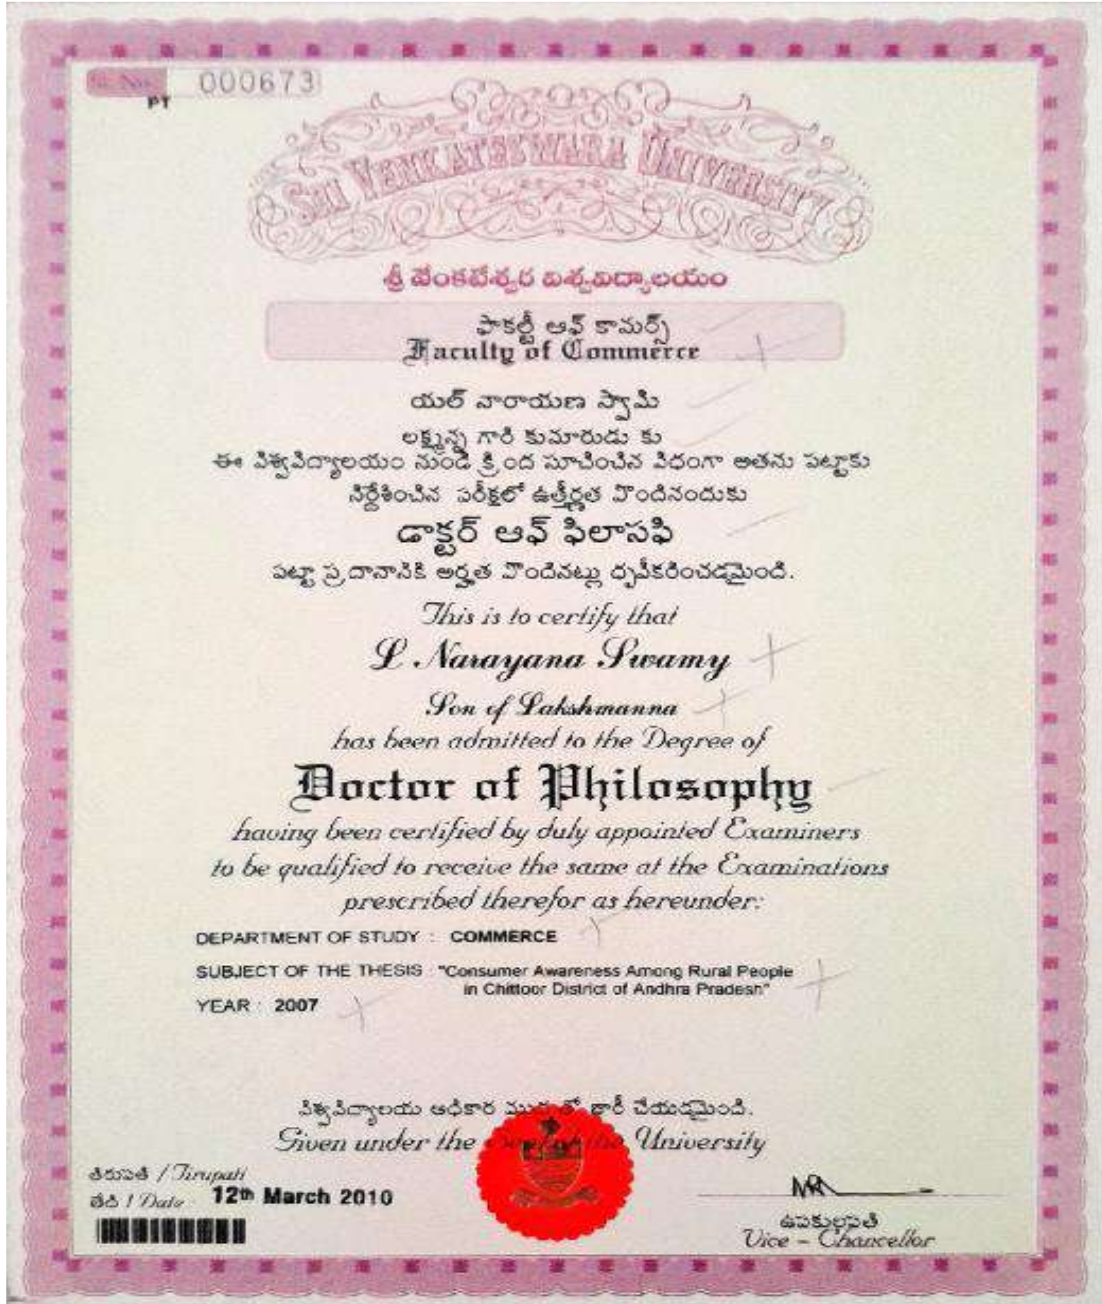 Sl. No. 000673
PT
SRI VENKATESWARA UNIVERSITY
శ్రీ వేంకటేశ్వర విశ్వవిద్యాలయం
ఫాకల్టీ ఆఫ్ కామర్స్
Faculty of Commerce
యల్ నారాయణ స్వామి
లక్ష్మన్న గారి కుమారుడు కు
ఈ విశ్వవిద్యాలయం నుండి క్రింద సూచించిన విధంగా అతను పట్టాకు
నిర్దేశించిన పరీక్షలో ఉత్తీర్ణత పొందినందుకు
డాక్టర్ ఆఫ్ ఫిలాసఫి
పట్టా ప్రదానానికి అర్హత పొందినట్లు ధృవీకరించడమైంది.
This is to certify that
L Narayana Swamy
Son of Lakshmanna
has been admitted to the Degree of
Doctor of Philosophy
having been certified by duly appointed Examiners
to be qualified to receive the same at the Examinations
prescribed therefor as hereunder:
DEPARTMENT OF STUDY : COMMERCE
SUBJECT OF THE THESIS : "Consumer Awareness Among Rural People
in Chittoor District of Andhra Pradesh"
YEAR : 2007
విశ్వవిద్యాలయ అధికార జారీ చేయడమైంది.
Given under the University
తిరుపతి / Tirupati
తేది / Date 12th March 2010
ఉపకులపతి
Vice - Chancellor